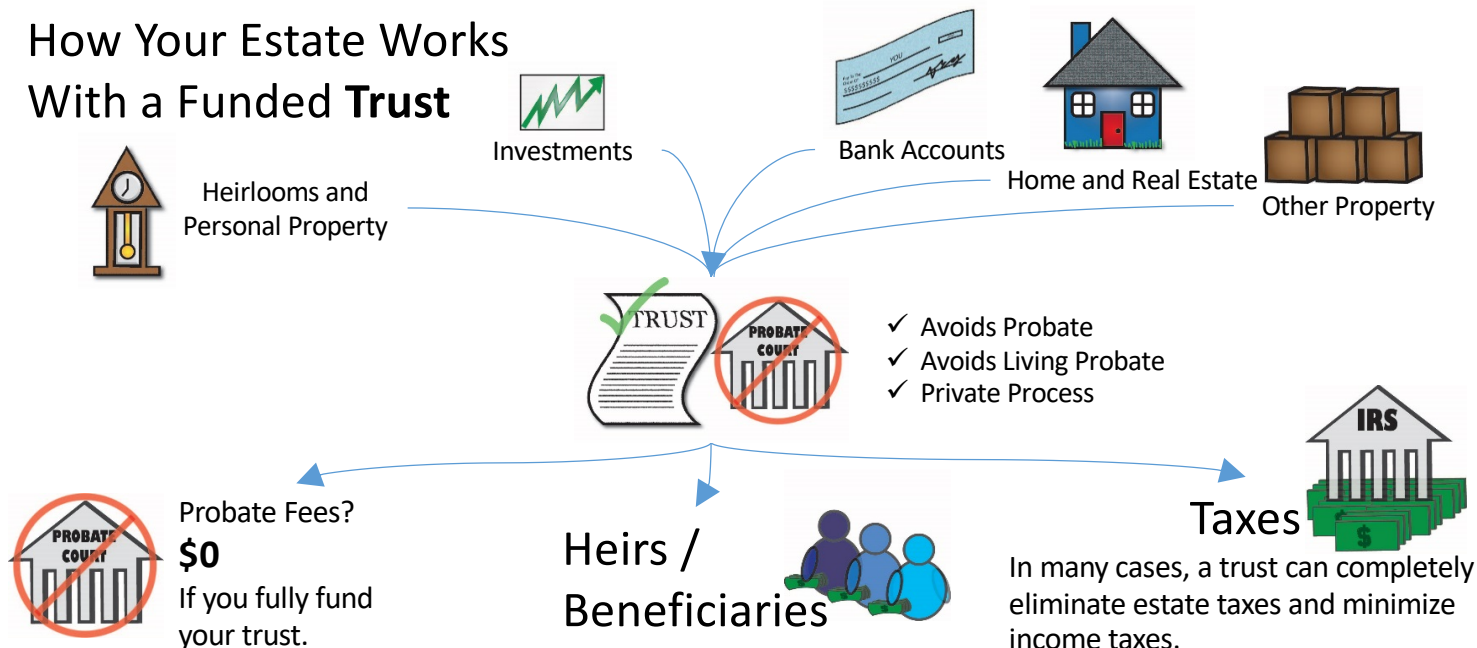 How Your Estate Works
With a Funded Trust
Investments
Bank Accounts
Home and Real Estate
Other Property
Heirlooms and
Personal Property
YOU
$$$$$$$$$$
TRUST
PROBATE
COURT
✓ Avoids Probate
✓ Avoids Living Probate
✓ Private Process
PROBATE
COURT
Probate Fees?
$0
If you fully fund
your trust.
Heirs /
Beneficiaries
IRS
$
Taxes
In many cases, a trust can completely
eliminate estate taxes and minimize
income taxes.